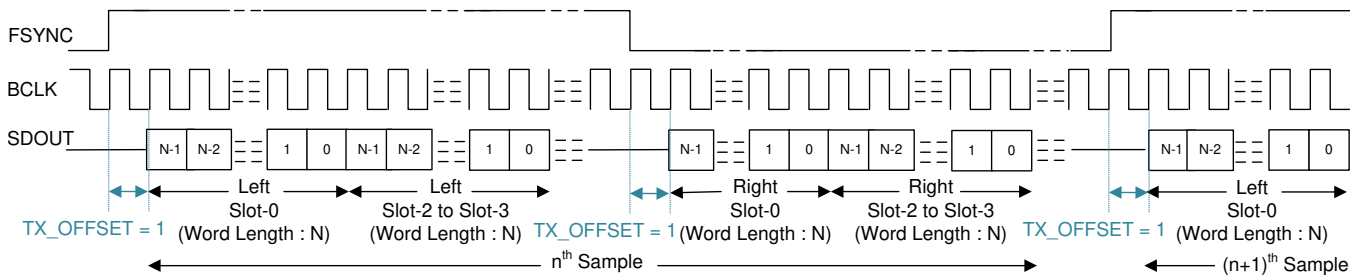 FSYNC
BCLK
SDOUT
N-1 N-2 1 0 N-1 N-2 1 0 N-1 1 0 N-1 N-2 1 0 N-1 N-2 1 0
Left Left Right Right Left
Slot-0 Slot-2 to Slot-3 Slot-0 Slot-2 to Slot-3 Slot-0
TX_OFFSET = 1 (Word Length : N) (Word Length : N) TX_OFFSET = 1 (Word Length : N) (Word Length : N) TX_OFFSET = 1 (Word Length : N)
nth Sample (n+1)th Sample